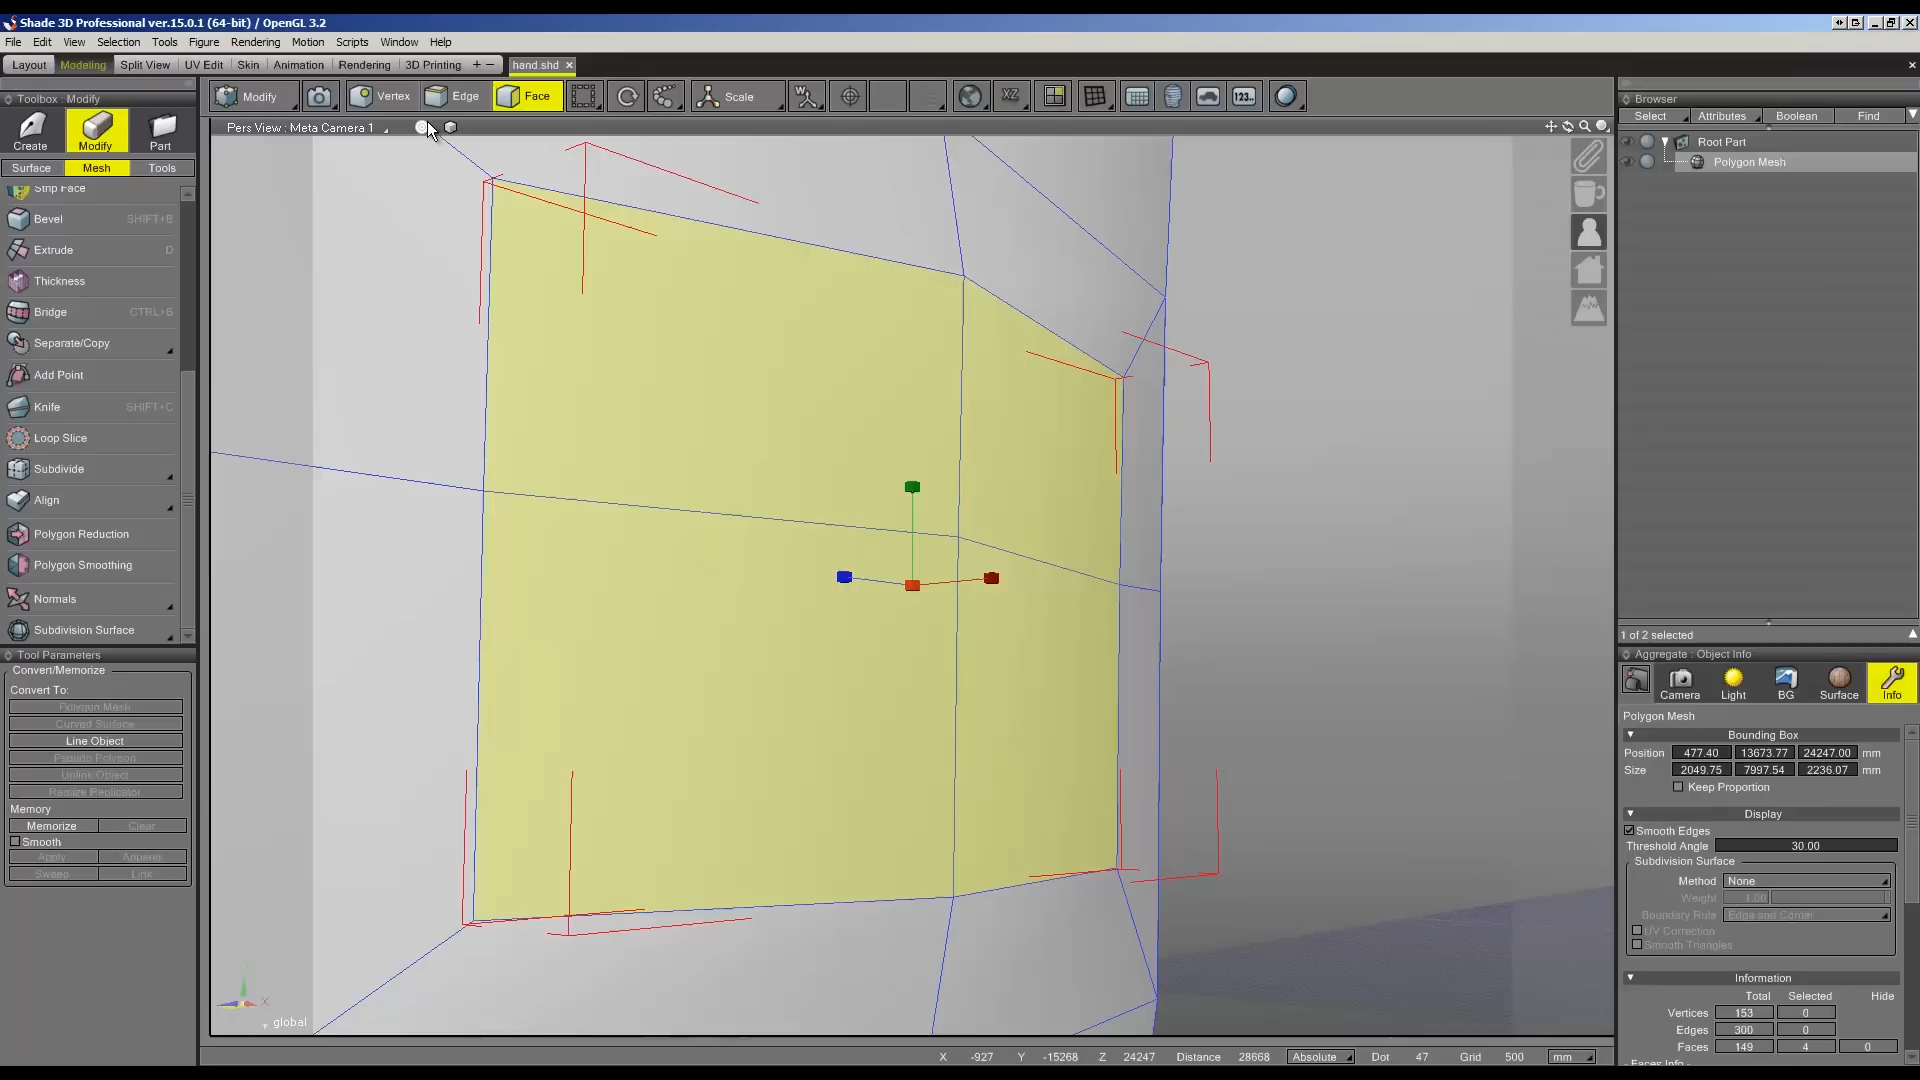 Shade 3D Professional ver.15.0.1 (64-bit) / OpenGL 3.2
File Edit View Selection Tools Figure Rendering Motion Scripts Window Help
Layout Modeling Split View UV Edit Skin Animation Rendering 3D Printing + − hand.shd ×
Toolbox : Modify
Create Modify Part
Surface Mesh Tools
Strip Face
Bevel SHIFT+B
Extrude D
Thickness
Bridge CTRL+B
Separate/Copy
Add Point
Knife SHIFT+C
Loop Slice
Subdivide
Align
Polygon Reduction
Polygon Smoothing
Normals
Subdivision Surface
Tool Parameters
Convert/Memorize
Convert To:
Polygon Mesh
Curved Surface
Line Object
Pseudo Polygon
Unlink Object
Resize Replicator
Memory
Memorize Clear
Smooth
Apply Append
Sweep Link
Modify Vertex Edge Face Scale XZ 123..
Pers View : Meta Camera 1
X
global
X -927 Y -15268 Z 24247 Distance 28668 Absolute Dot 47 Grid 500 mm
Browser
Select Attributes Boolean Find
Root Part
Polygon Mesh
1 of 2 selected
Aggregate : Object Info
Camera Light BG Surface Info
Polygon Mesh
Bounding Box
Position 477.40 13673.77 24247.00 mm
Size 2049.75 7997.54 2236.07 mm
Keep Proportion
Display
Smooth Edges
Threshold Angle 30.00
Subdivision Surface
Method None
Weight 1.00
Boundary Rule Edge and Corner
UV Correction
Smooth Triangles
Information
Total Selected Hide
Vertices 153 0
Edges 300 0
Faces 149 4 0
Faces Info